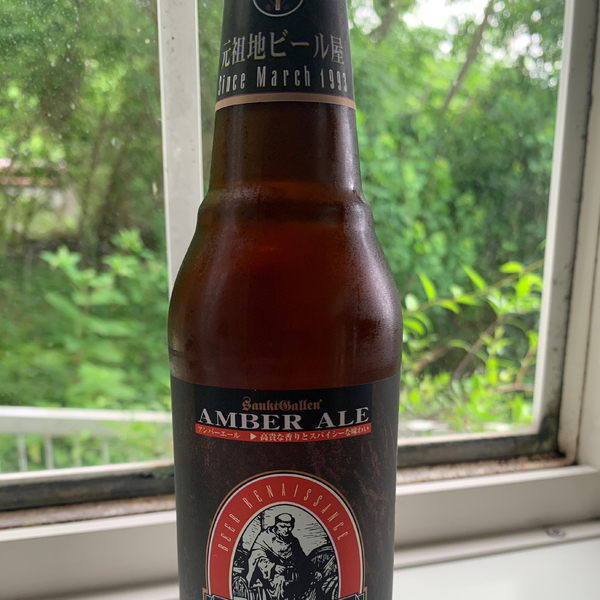 元祖地ビール屋
Since March 1993
SanktGallen
AMBER ALE
アンバーエール ▶高貴な香りとスパイシーな味わい
BEER RENAISSANCE